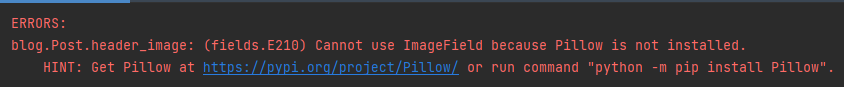 ERRORS:
blog.Post.header_image: (fields.E210) Cannot use ImageField because Pillow is not installed.
HINT: Get Pillow at https://pypi.org/project/Pillow/ or run command "python -m pip install Pillow".